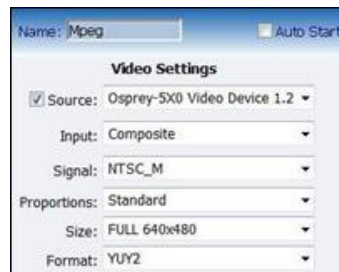 Name: Mpeg Auto Start
Video Settings
Source: Osprey-5X0 Video Device 1.2
Input: Composite
Signal: NTSC_M
Proportions: Standard
Size: FULL 640x480
Format: YUY2